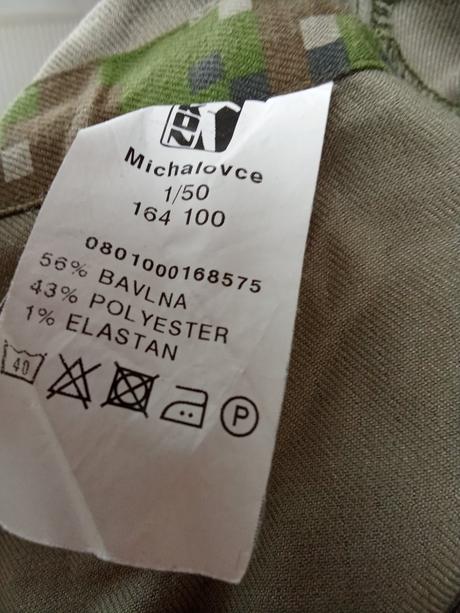 Michalovce
1/50
164 100
0801000168575
56% BAVLNA
43% POLYESTER
1% ELASTAN
40
P